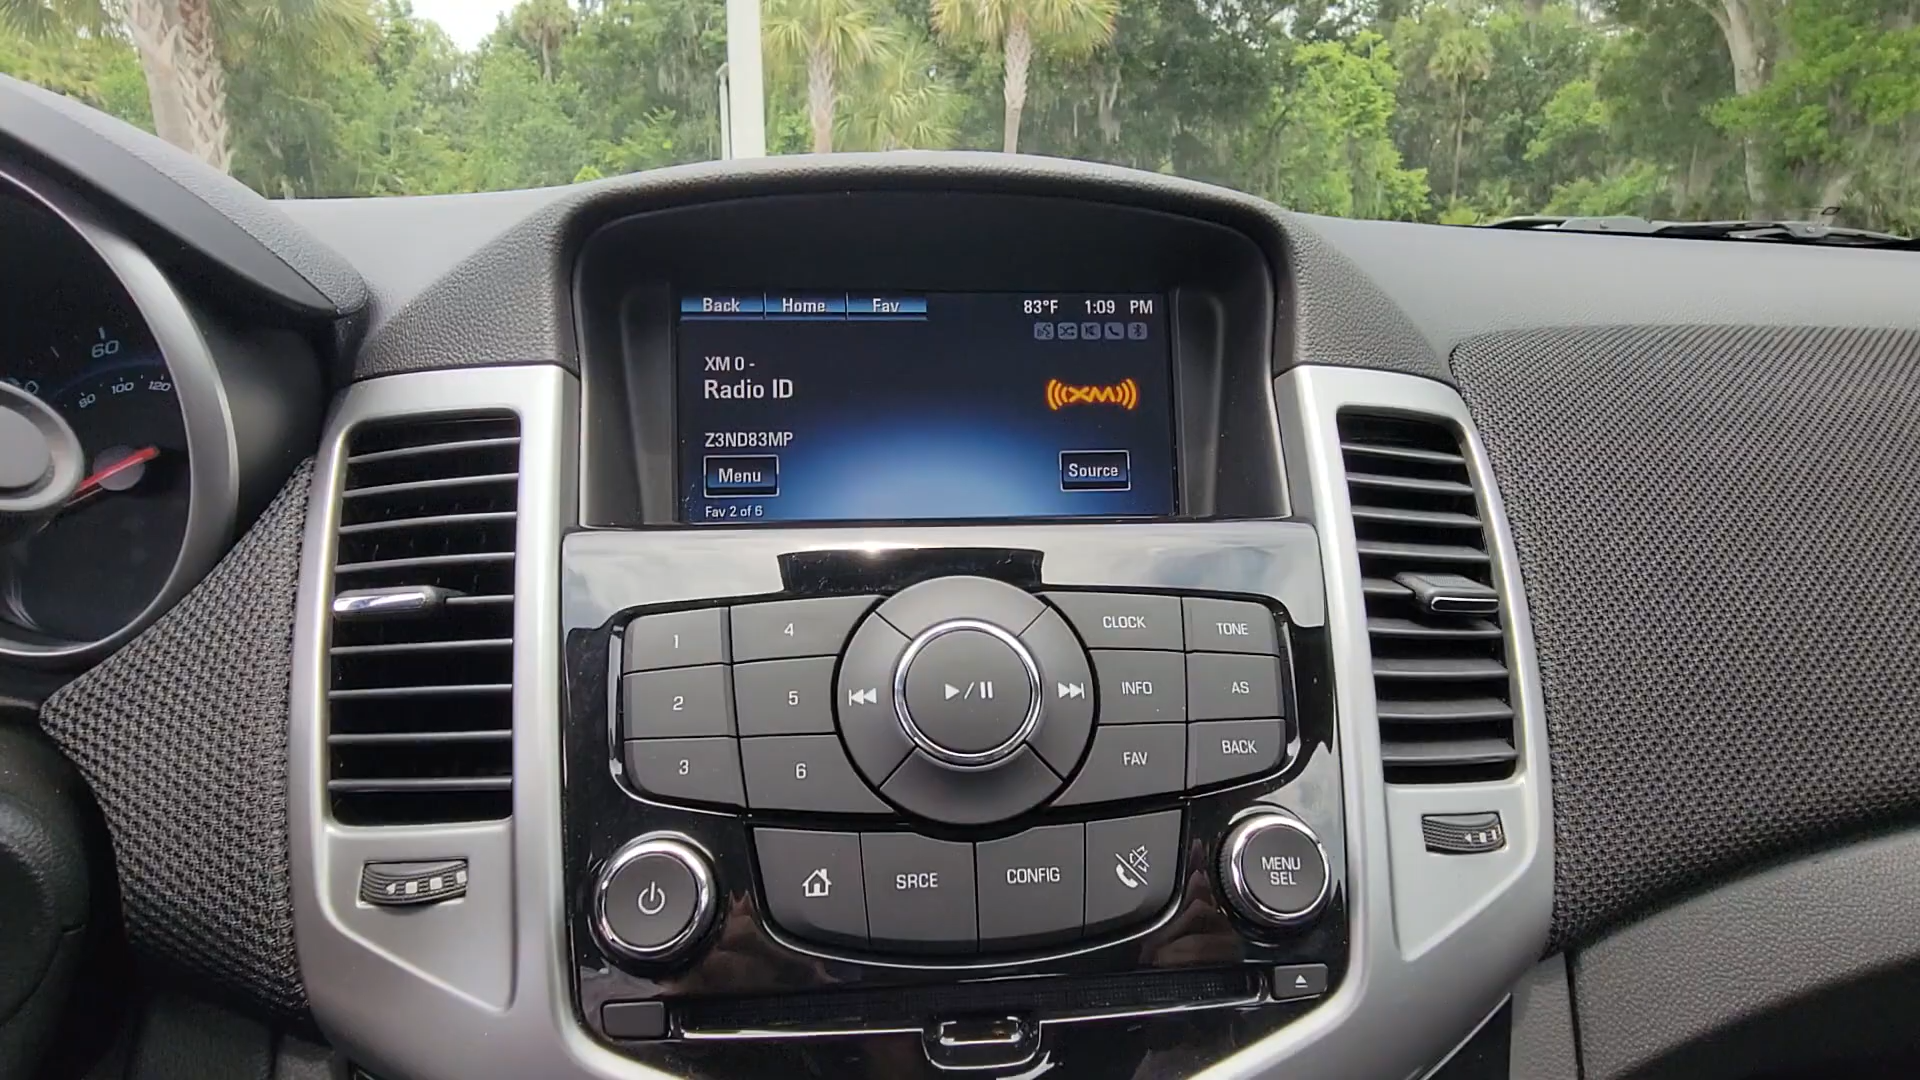 Back Home Fav 83°F 1:09 PM
XM 0 -
Radio ID
((XM))
Z3ND83MP
Menu
Source
Fav 2 of 6
60
80 100 120
1 4
2 5
3 6
CLOCK TONE
INFO AS
FAV BACK
SRCE CONFIG
MENU
SEL